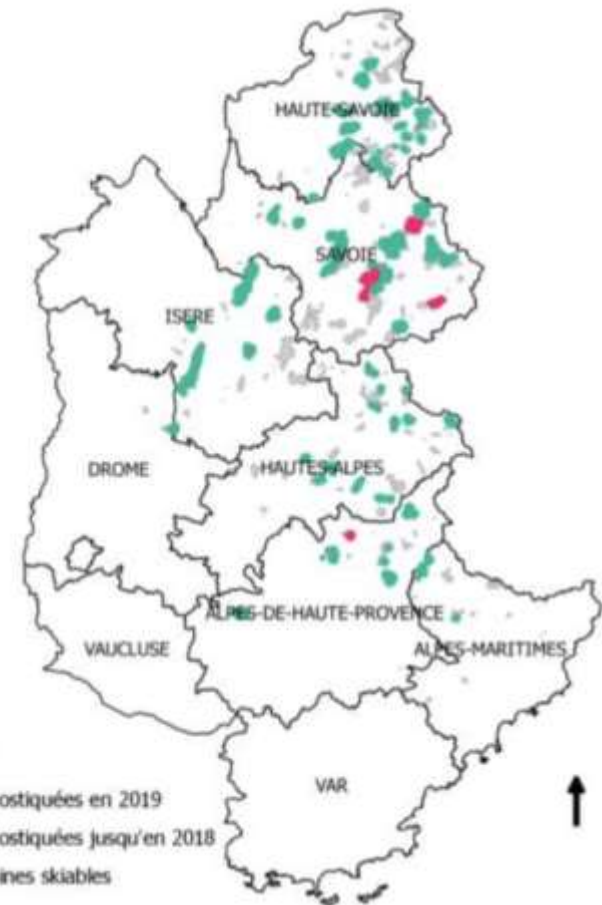 HAUTE-SAVOIE
SAVOIE
ISERE
DROME
HAUTES-ALPES
ALPES-DE-HAUTE-PROVENCE
VAUCLUSE
ALPES-MARITIMES
VAR
ostiquées en 2019
ostiquées jusqu'en 2018
ines skiables